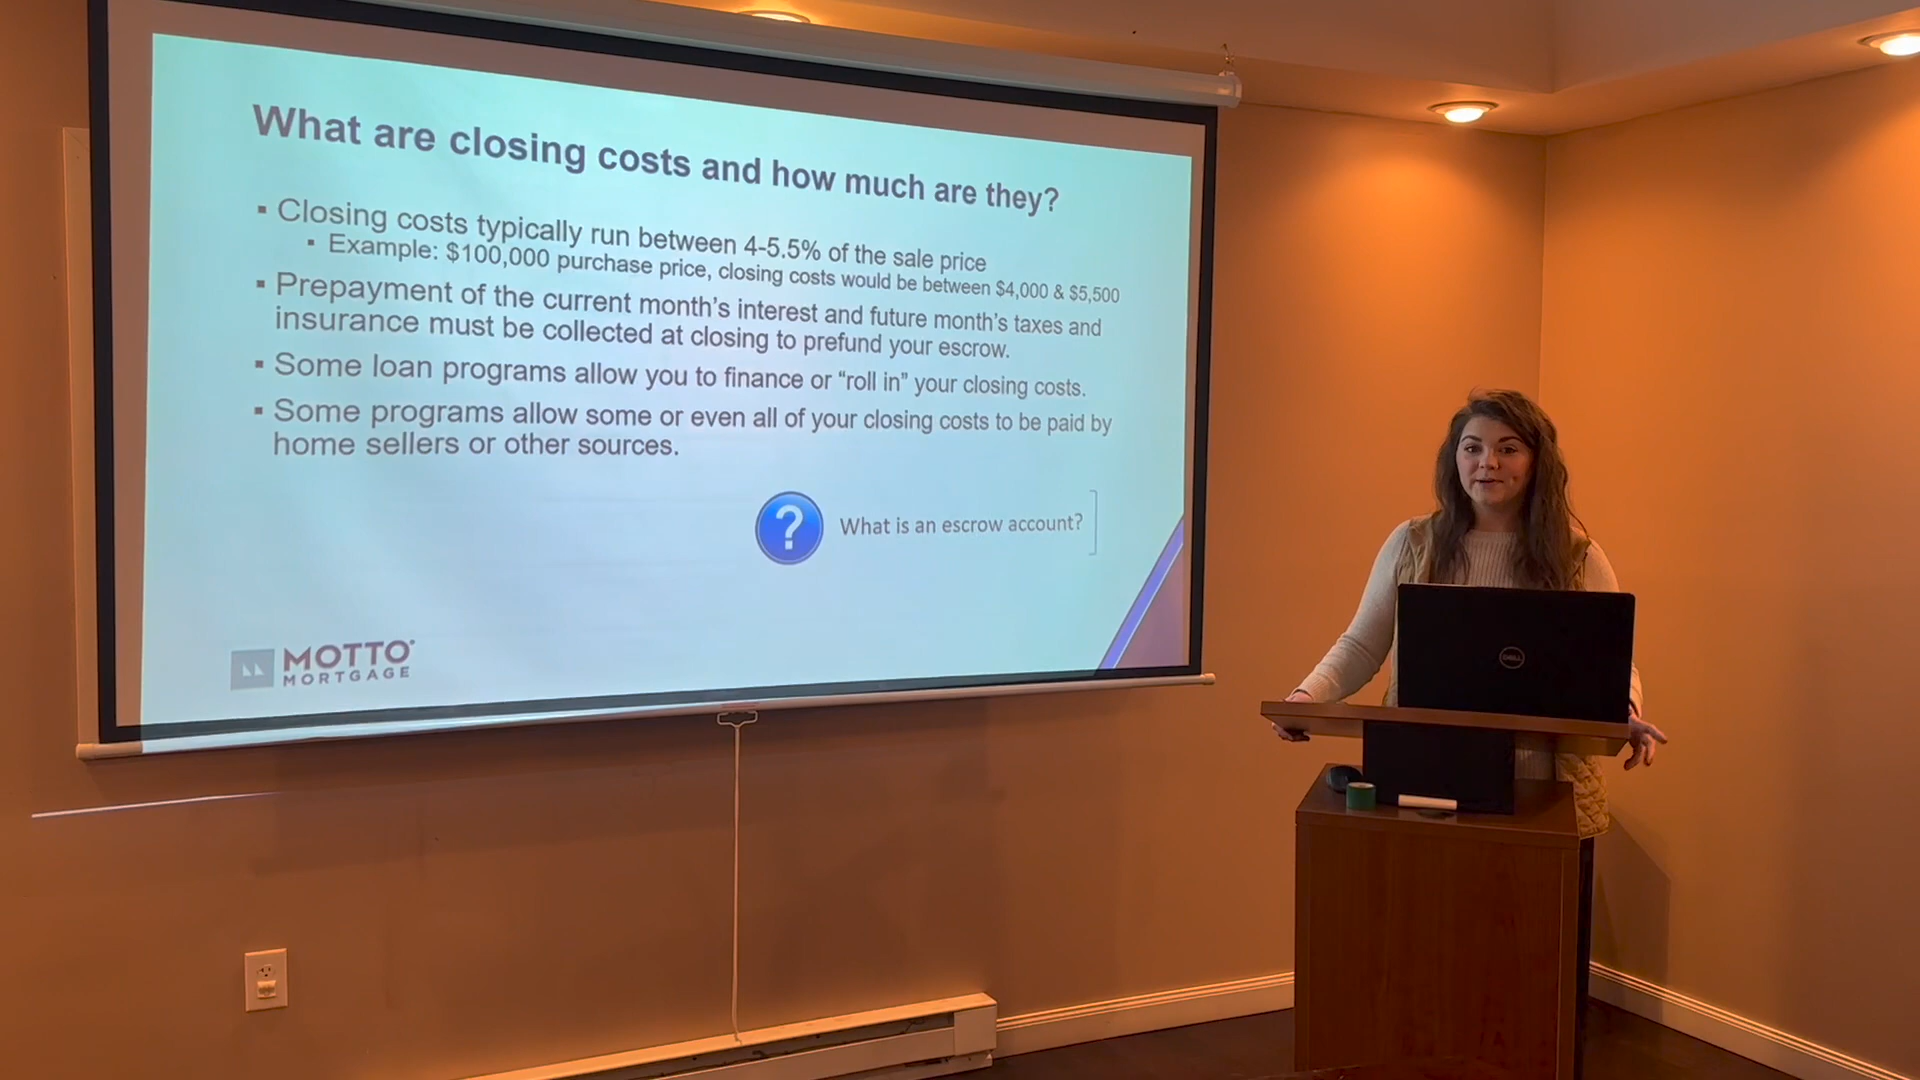 What are closing costs and how much are they?
▪ Closing costs typically run between 4-5.5% of the sale price
▪ Example: $100,000 purchase price, closing costs would be between $4,000 & $5,500
▪ Prepayment of the current month’s interest and future month’s taxes and
insurance must be collected at closing to prefund your escrow.
▪ Some loan programs allow you to finance or “roll in” your closing costs.
▪ Some programs allow some or even all of your closing costs to be paid by
home sellers or other sources.
? What is an escrow account?
MOTTO
MORTGAGE
DELL